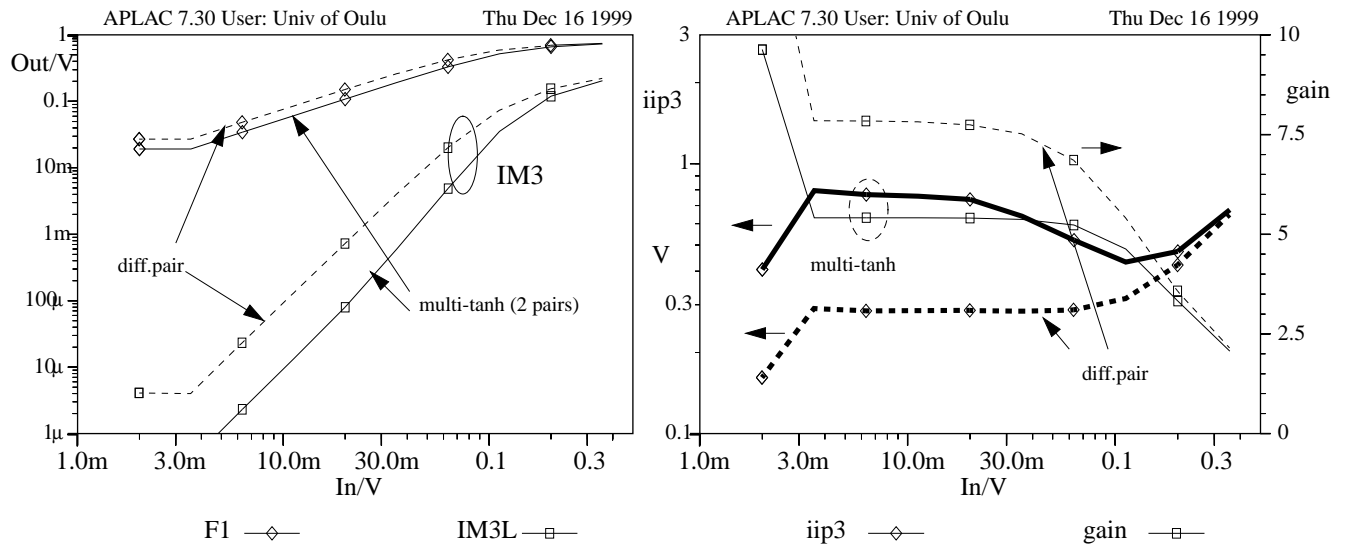 APLAC 7.30 User: Univ of Oulu
Thu Dec 16 1999
1
Out/V
0.1
10m
1m
100µ
10µ
1µ
IM3
diff.pair
multi-tanh (2 pairs)
1.0m
3.0m
10.0m
30.0m
0.1
0.3
In/V
F1
IM3L
APLAC 7.30 User: Univ of Oulu
Thu Dec 16 1999
3
iip3
1
V
0.3
0.1
10
gain
7.5
5
2.5
0
multi-tanh
diff.pair
1.0m
3.0m
10.0m
30.0m
0.1
0.3
In/V
iip3
gain